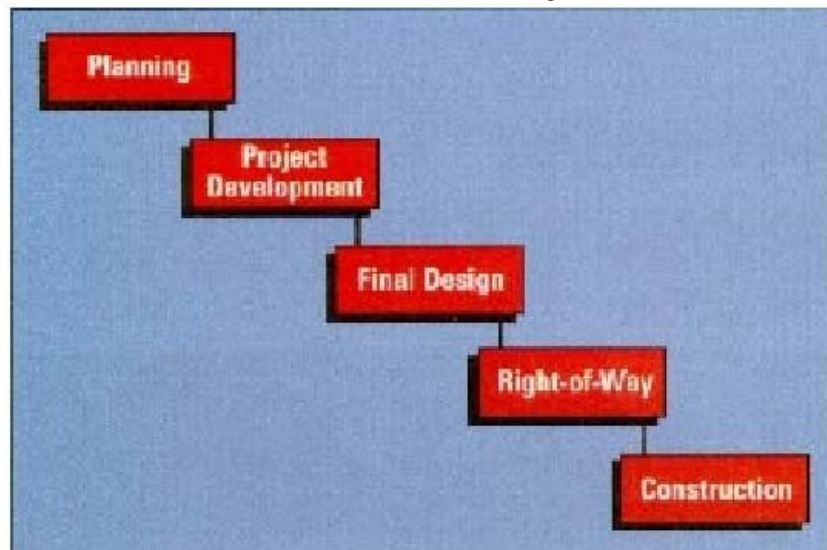 Planning
Project
Development
Final Design
Right-of-Way
Construction